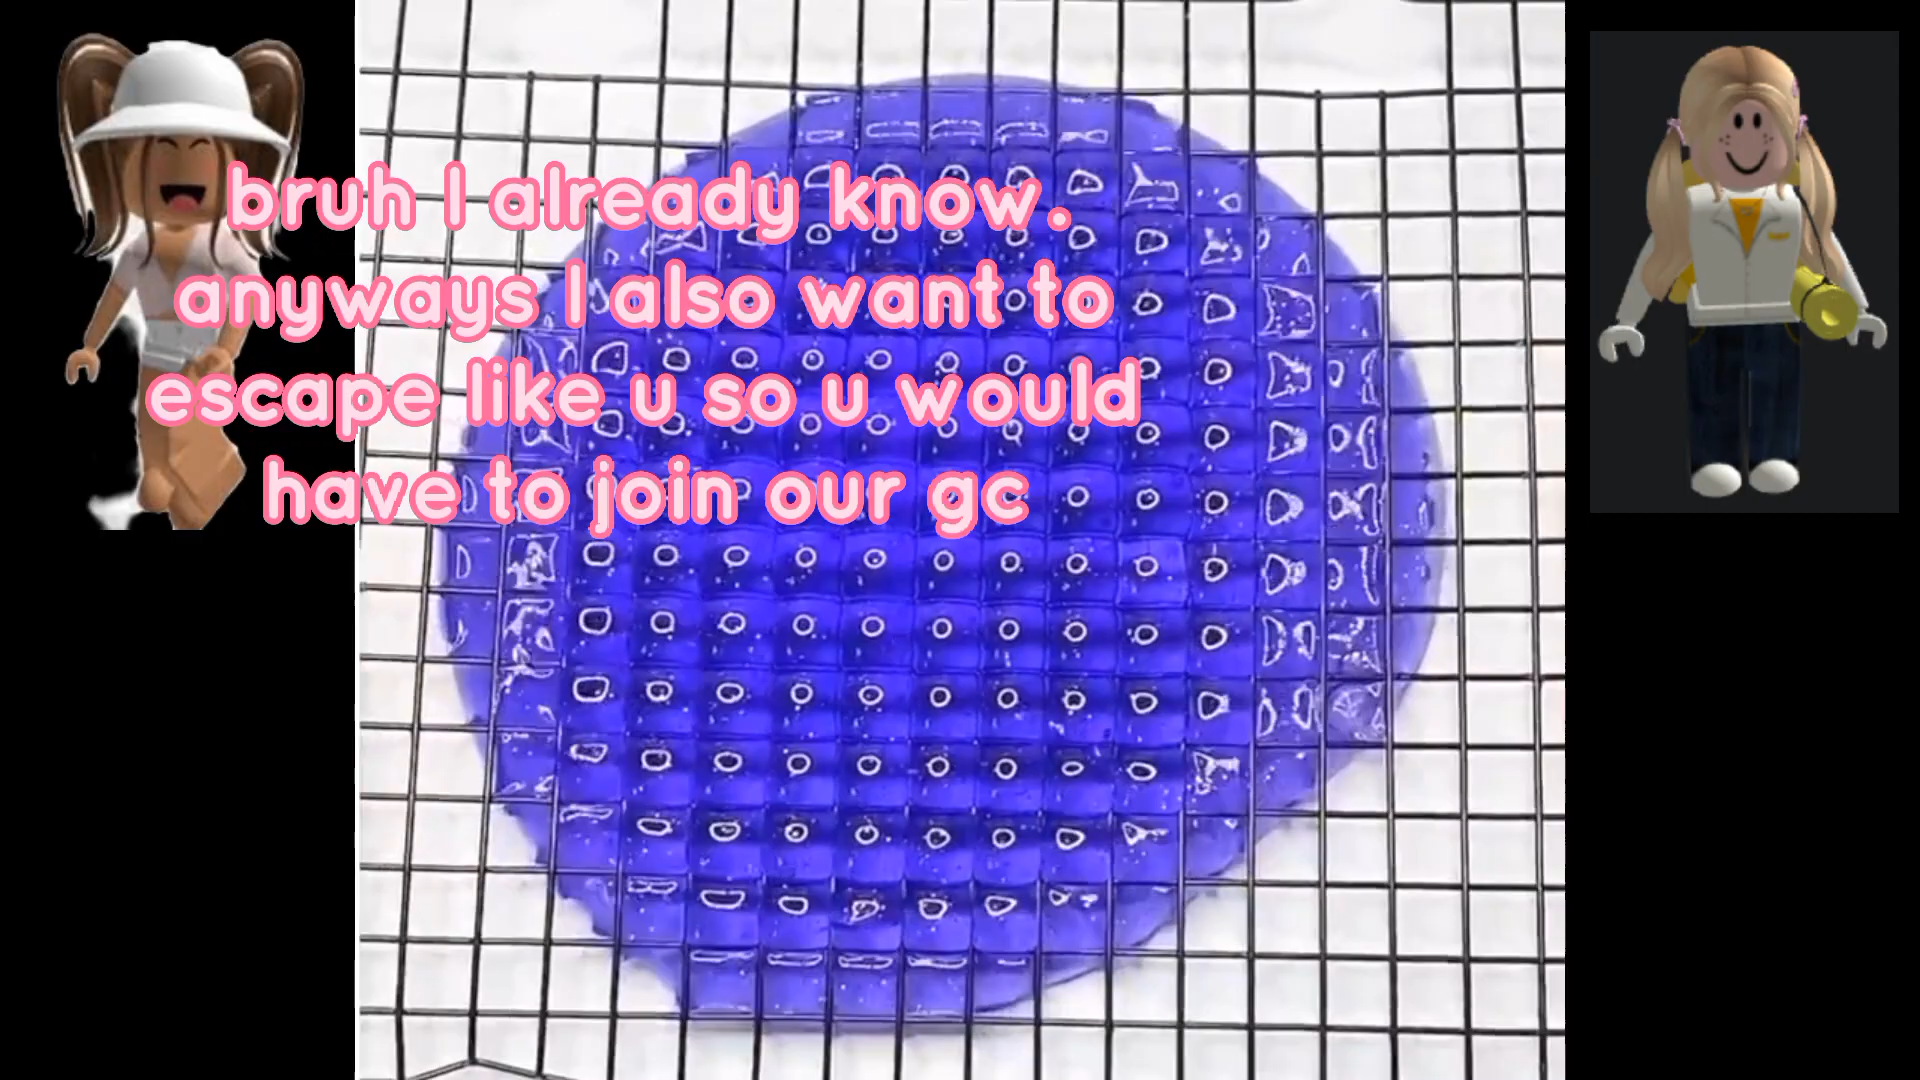 bruh I already know.
anyways I also want to
escape like u so u would
have to join our gc